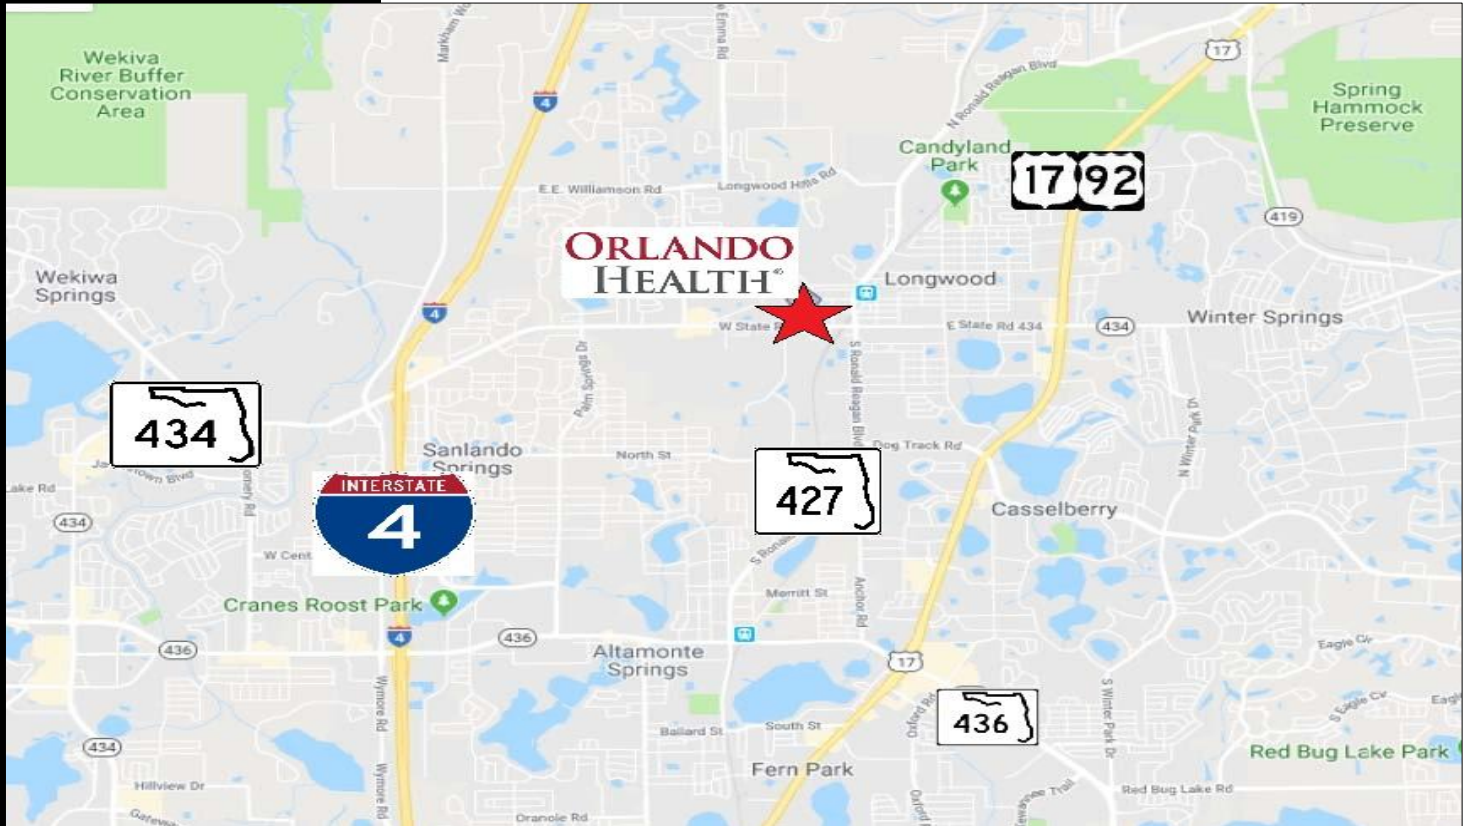 Markham Wo
e Emma Rd
17
Wekiva
River Buffer
Conservation
Area
4
N Ronald Reagan Blvd
Spring
Hammock
Preserve
Candyland
Park
17 92
E.E. Williamson Rd
Longwood Hills Rd
419
ORLANDO
HEALTH
Wekiwa
Springs
Longwood
4
W State R
E State Rd 434
434
Winter Springs
Palm Springs Dr
S Ronald Reagan Blvd
434
Sanlando
Springs
North St
Dog Track Rd
N Winter Park Dr
427
INTERSTATE
4
Lake Rd
434
Casselberry
W Cent
S Ronal
Merritt St
Anchor Rd
Cranes Roost Park
4
436
436
Altamonte
Springs
17
Eagle Cir
Wymore Rd
Oxford Rd
436
S Winter Park Dr
S Eagle Cir
Eagl
434
Ballard St
South St
Red Bug Lake Park
Fern Park
Hillview Dr
Wymore Rd
Oxford
Red Bug Lake Rd
Oranole Rd